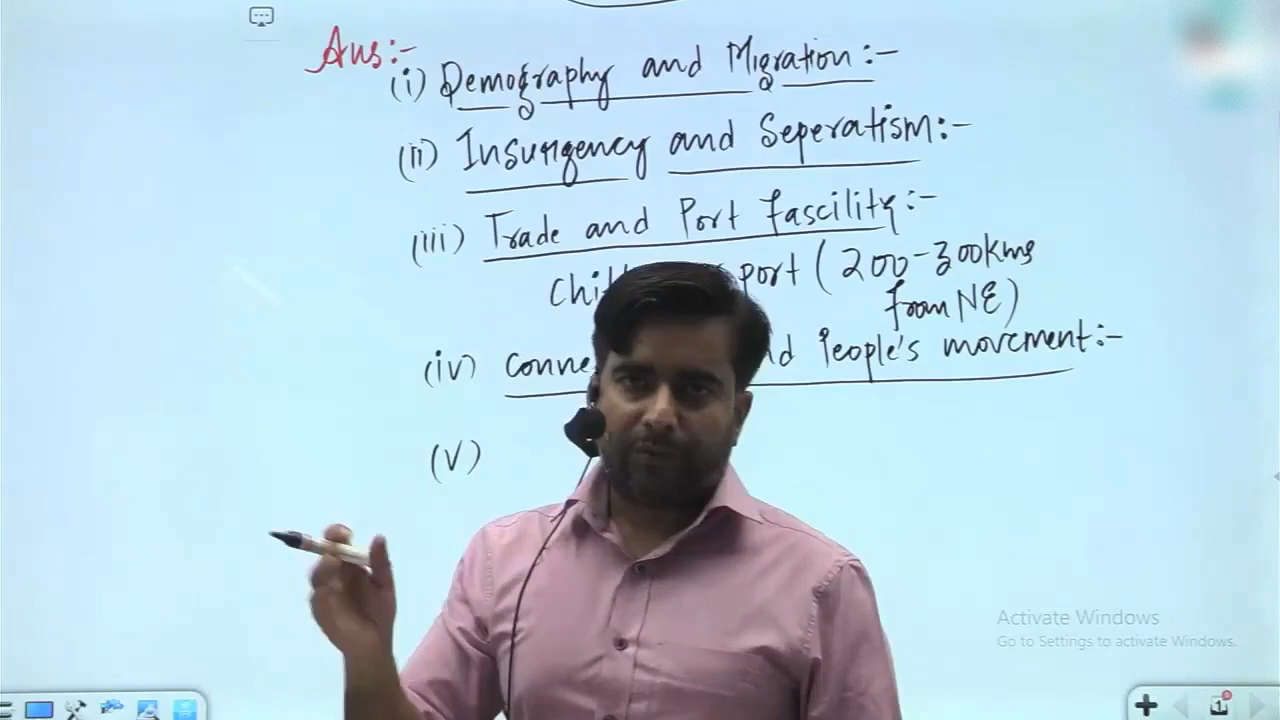 Ans:-
(i) Demography and Migration:-
(ii) Insurgency and Seperatism:-
(iii) Trade and Port fascility:-
port (200-300kms
from NE)
(iv) People's movement:-
(v)
Activate Windows
Go to Settings to activate Windows.
1